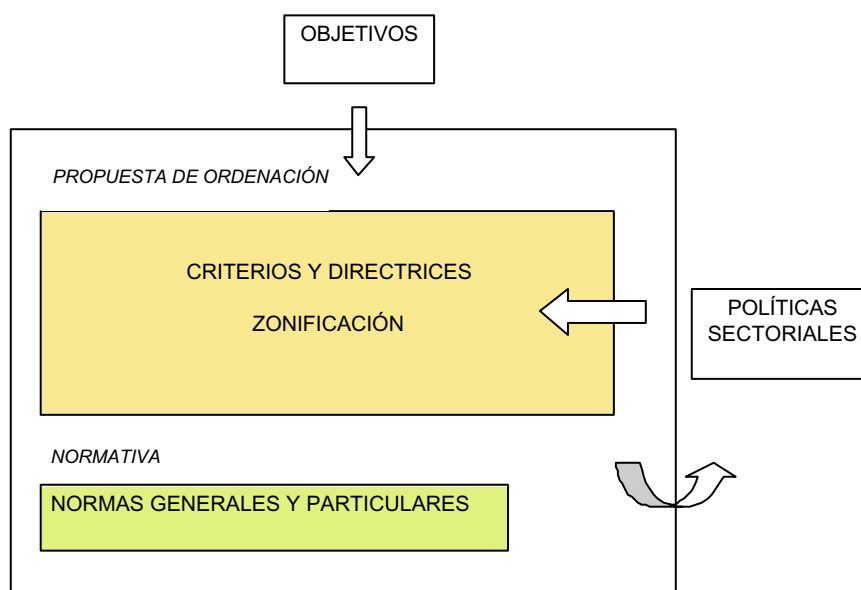 OBJETIVOS
PROPUESTA DE ORDENACIÓN
CRITERIOS Y DIRECTRICES
ZONIFICACIÓN
POLÍTICAS
SECTORIALES
NORMATIVA
NORMAS GENERALES Y PARTICULARES